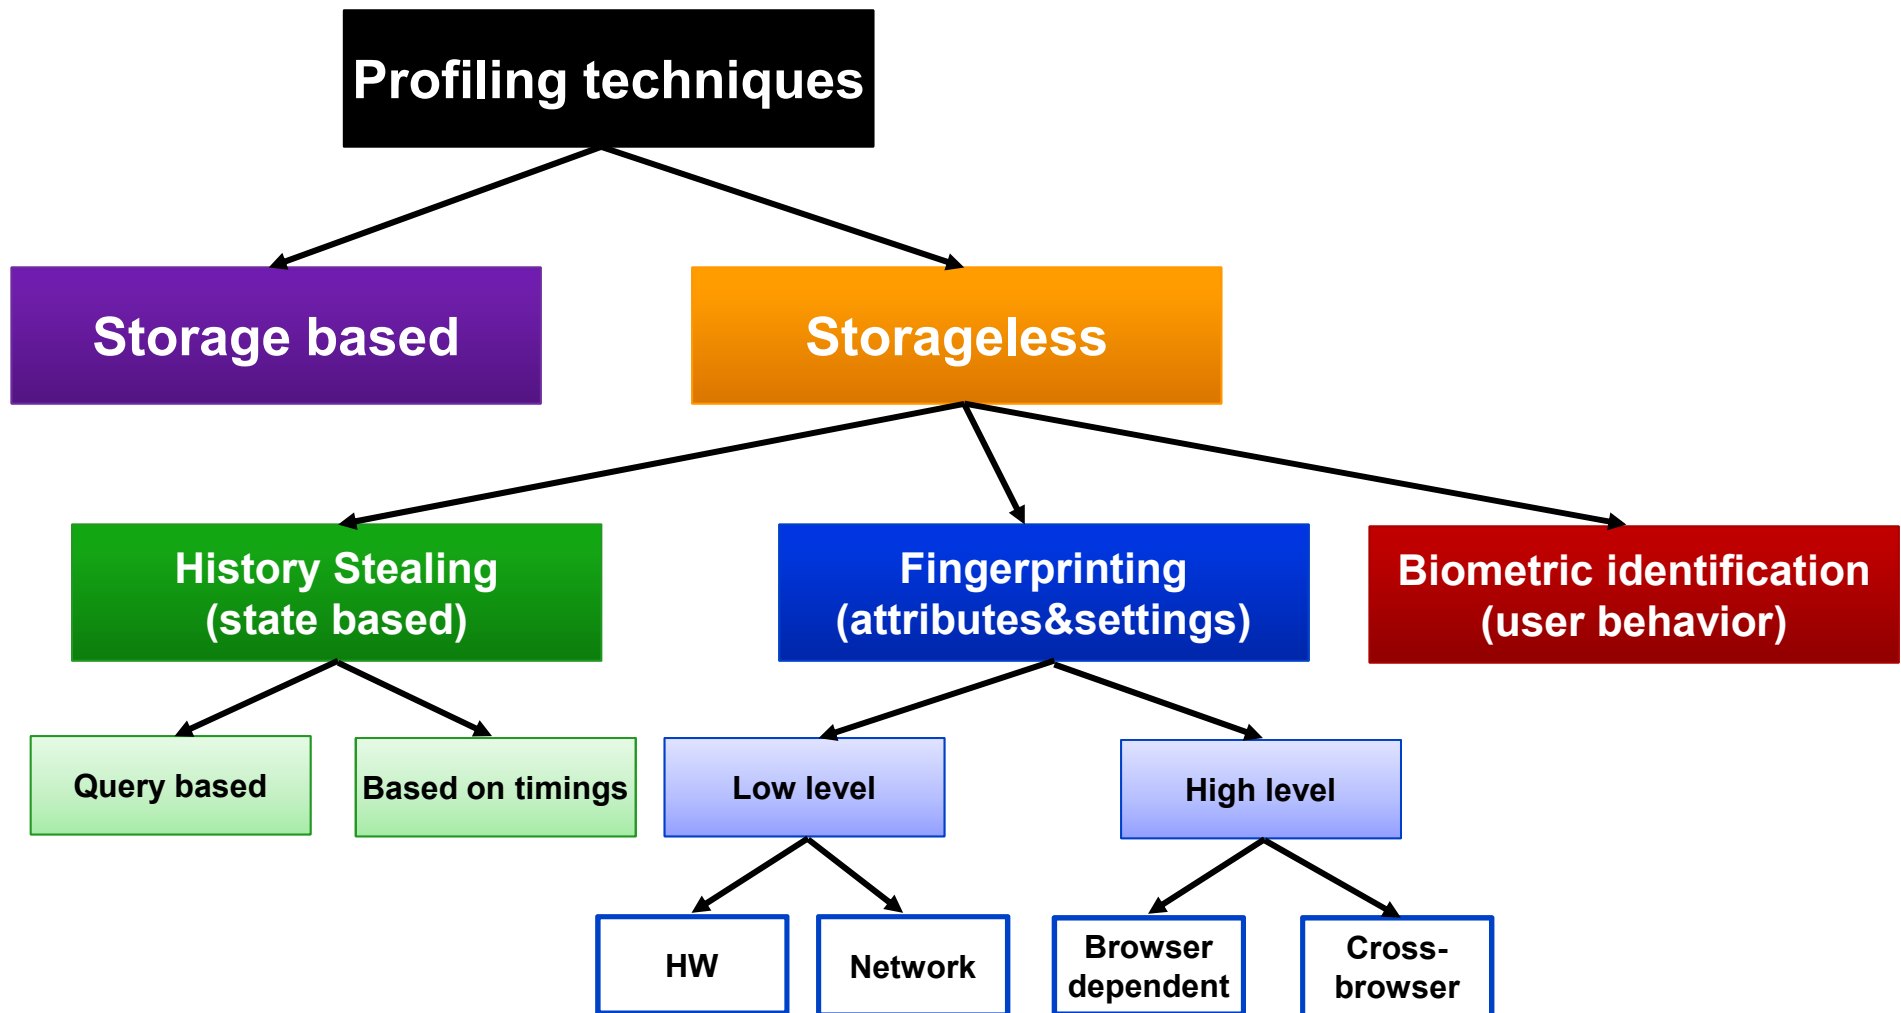 Profiling techniques
Storage based
Storageless
History Stealing
(state based)
Fingerprinting
(attributes&settings)
Biometric identification
(user behavior)
Query based
Based on timings
Low level
High level
HW
Network
Browser
dependent
Cross-
browser